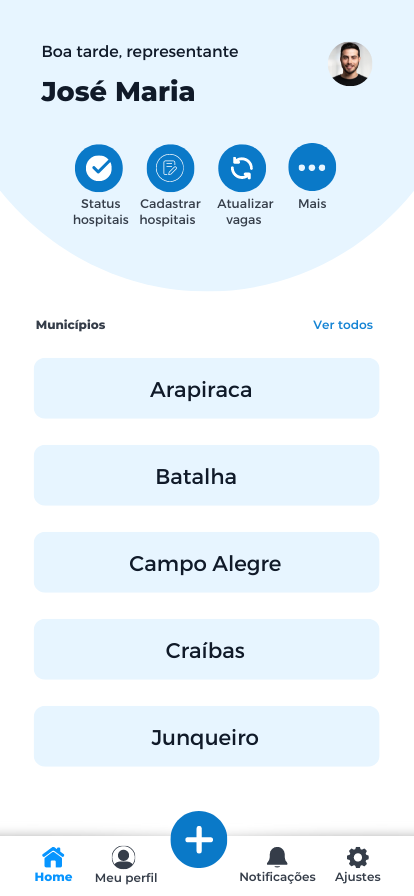 Boa tarde, representante
José Maria
Status
hospitais
Cadastrar
hospitais
Atualizar
vagas
Mais
Municípios
Ver todos
Arapiraca
Batalha
Campo Alegre
Craíbas
Junqueiro
Home
Meu perfil
Notificações
Ajustes